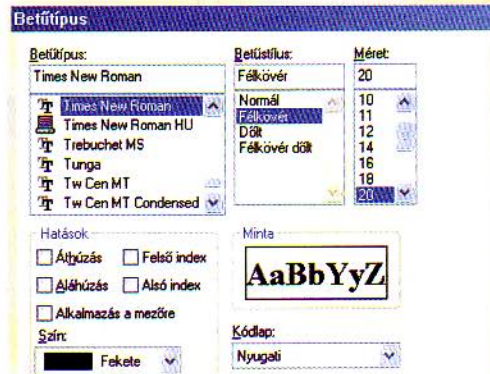 Betűtípus
Betűtípus:
Times New Roman
Times New Roman
Times New Roman HU
Trebuchet MS
Tunga
Tw Cen MT
Tw Cen MT Condensed
Betűstílus:
Félkövér
Normál
Félkövér
Dőlt
Félkövér dőlt
Méret:
20
10
11
12
14
16
18
20
Hatások
Áthúzás Felső index
Aláhúzás Alsó index
Alkalmazás a mezőre
Szín:
Fekete
Minta
AaBbYyZ
Kódlap:
Nyugati